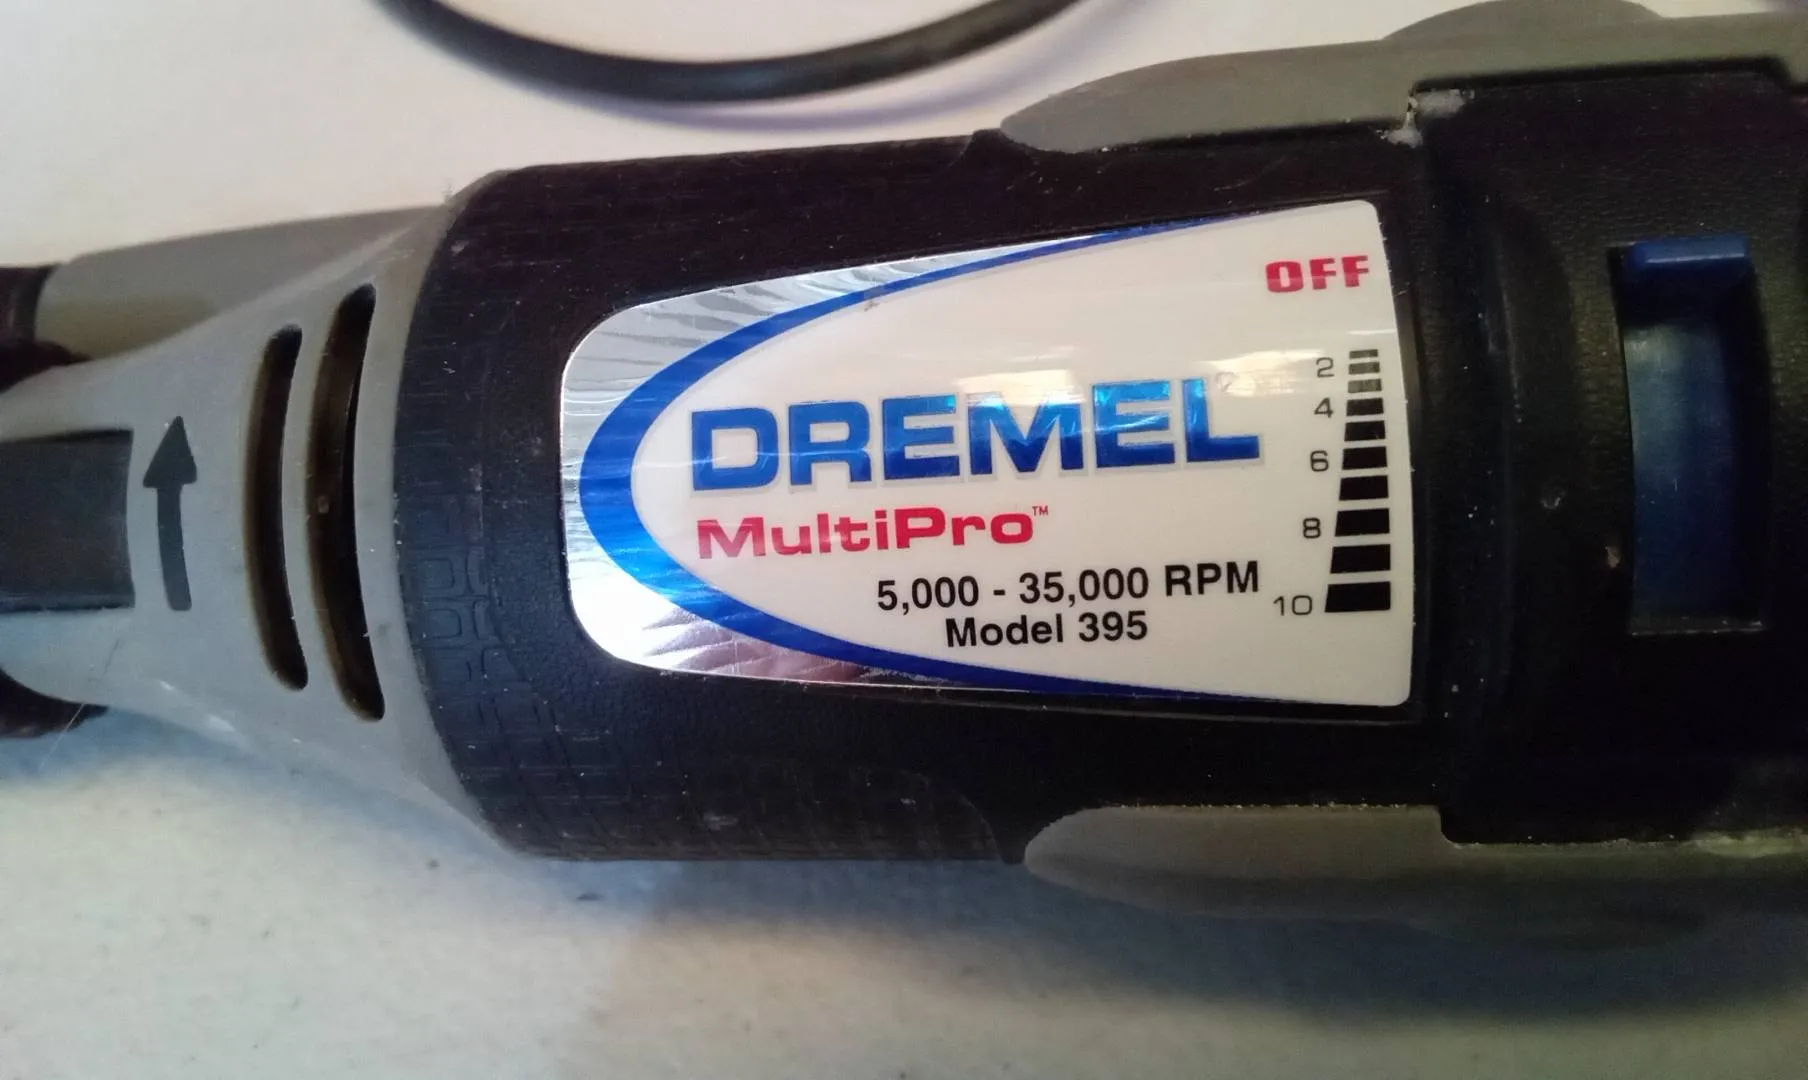 OFF
2
4
6
8
10
DREMEL
MultiPro™
5,000 - 35,000 RPM
Model 395